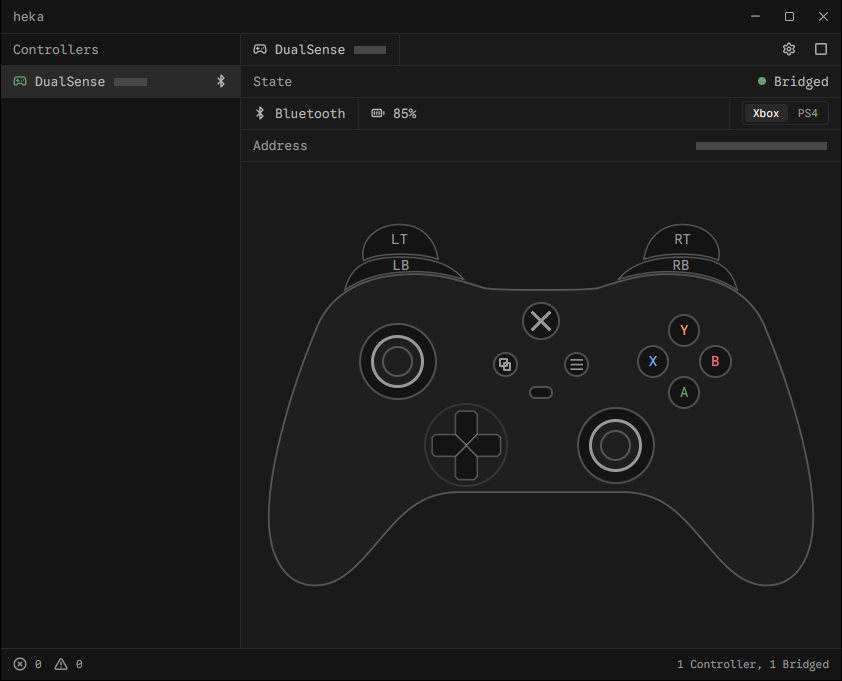 heka
Controllers
DualSense
DualSense
State
Bridged
Bluetooth
85%
Xbox
PS4
Address
LT
RT
LB
RB
Y
X
B
A
0
0
1 Controller, 1 Bridged